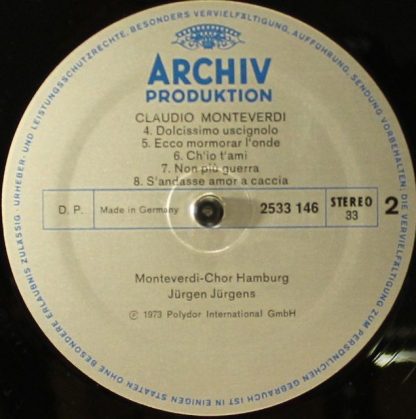 ARCHIV
PRODUKTION
CLAUDIO MONTEVERDI
4. Dolcissimo uscignolo
5. Ecco mormorar l'onde
6. Ch'io t'ami
7. Non più guerra
8. S'andasse amor a caccia
D. P. Made in Germany 2533 146 STEREO 33 2
Monteverdi-Chor Hamburg
Jürgen Jürgens
Ⓟ 1973 Polydor International GmbH
URHEBER- UND LEISTUNGSSCHUTZRECHTE, BESONDERS VERVIELFÄLTIGUNG, AUFFÜHRUNG, SENDUNG VORBEHALTEN; DIE VERVIELFÄLTIGUNG ZUM PERSÖNLICHEN GEBRAUCH IST IN EINIGEN STAATEN OHNE BESONDERE ERLAUBNIS ZULÄSSIG ·